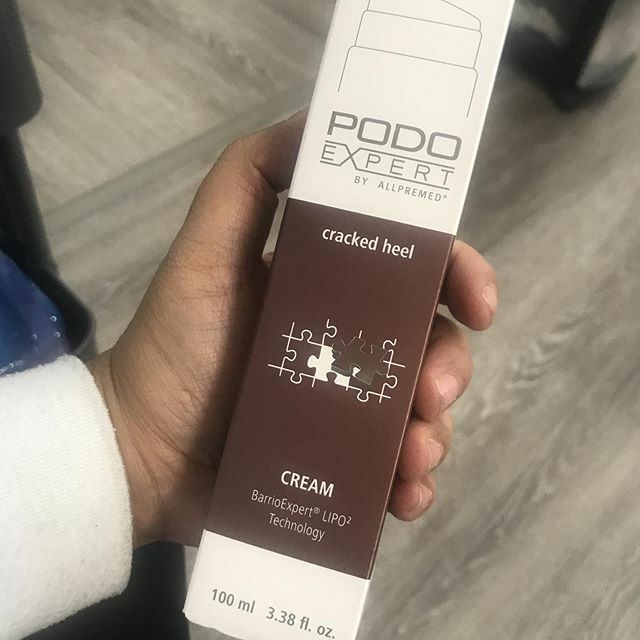 PODO
EXPERT
BY ALLPREMED®
cracked heel
CREAM
BarrioExpert® LIPO²
Technology
100 ml 3.38 fl. oz.